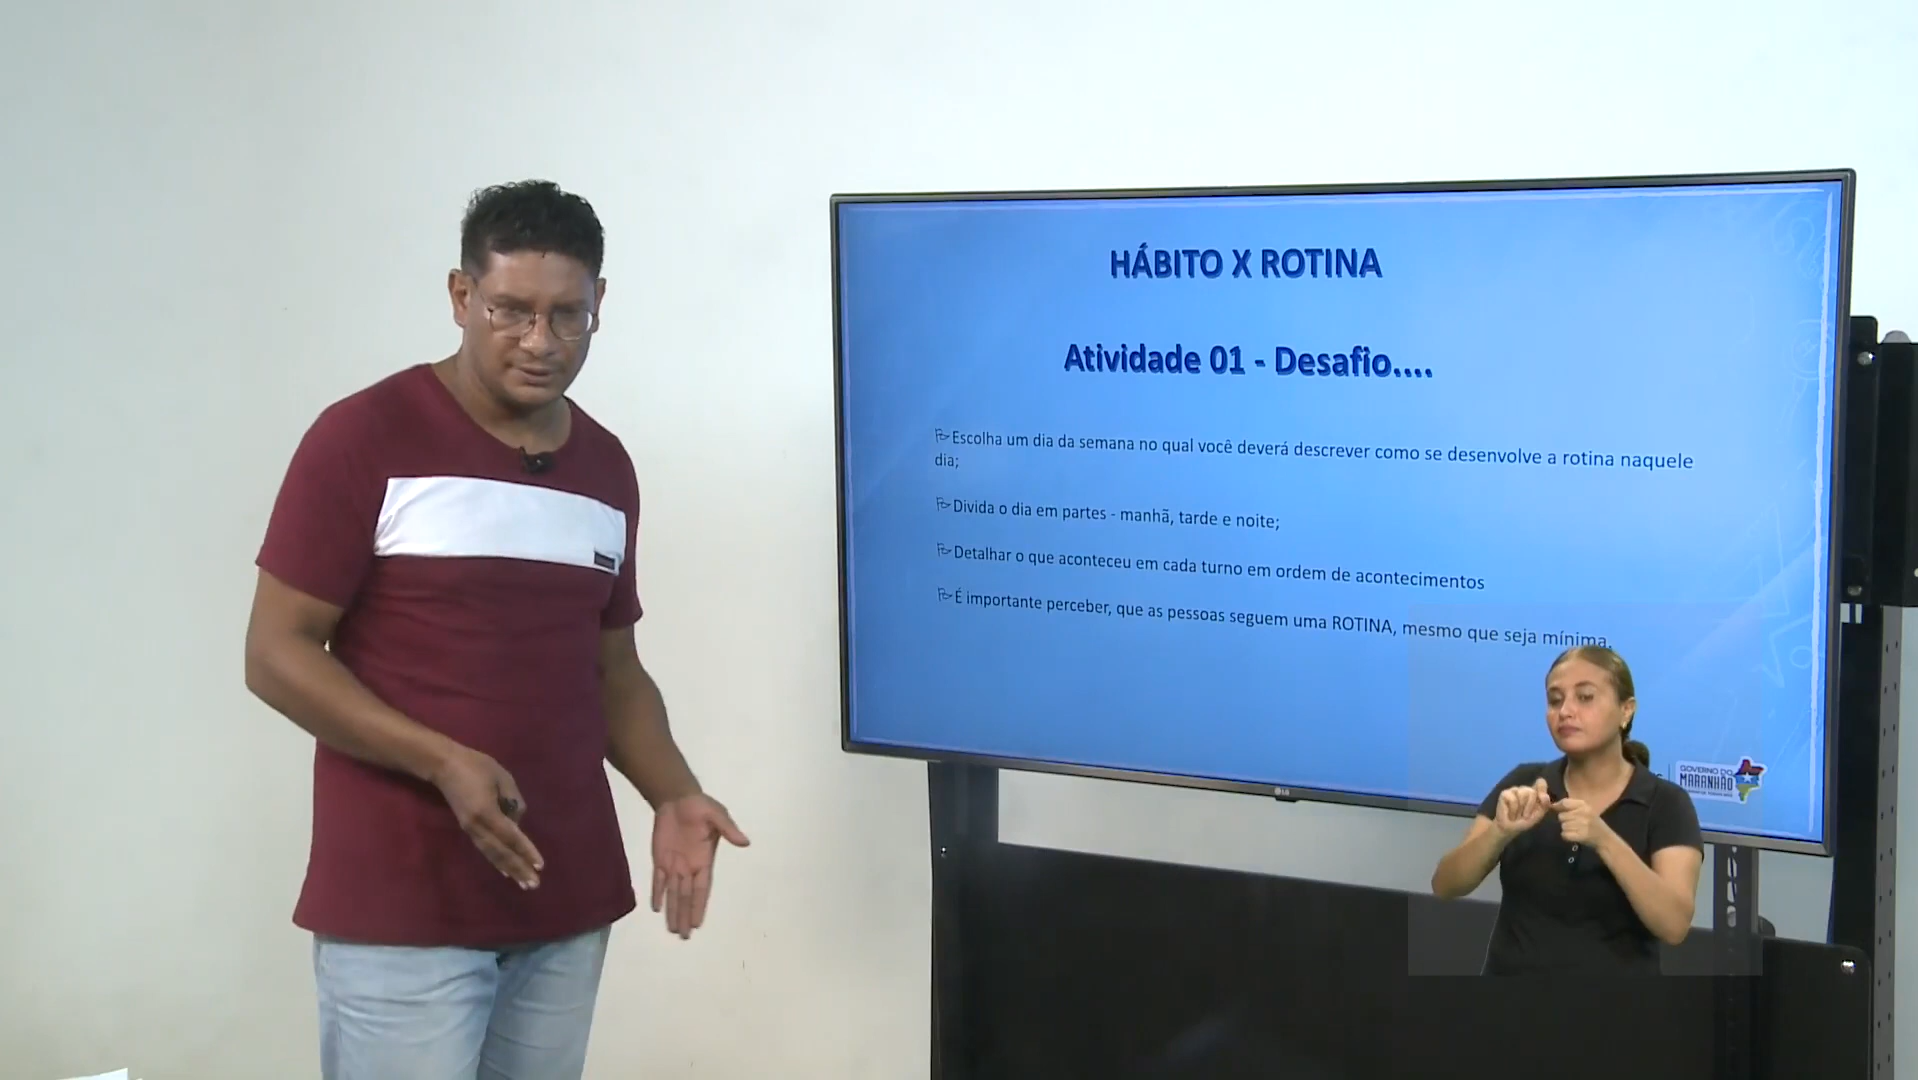 HÁBITO X ROTINA
Atividade 01 - Desafio....
Escolha um dia da semana no qual você deverá descrever como se desenvolve a rotina naquele
dia;
Divida o dia em partes - manhã, tarde e noite;
Detalhar o que aconteceu em cada turno em ordem de acontecimentos
É importante perceber, que as pessoas seguem uma ROTINA, mesmo que seja mínima.
GOVERNO DO
MARANHÃO
LG